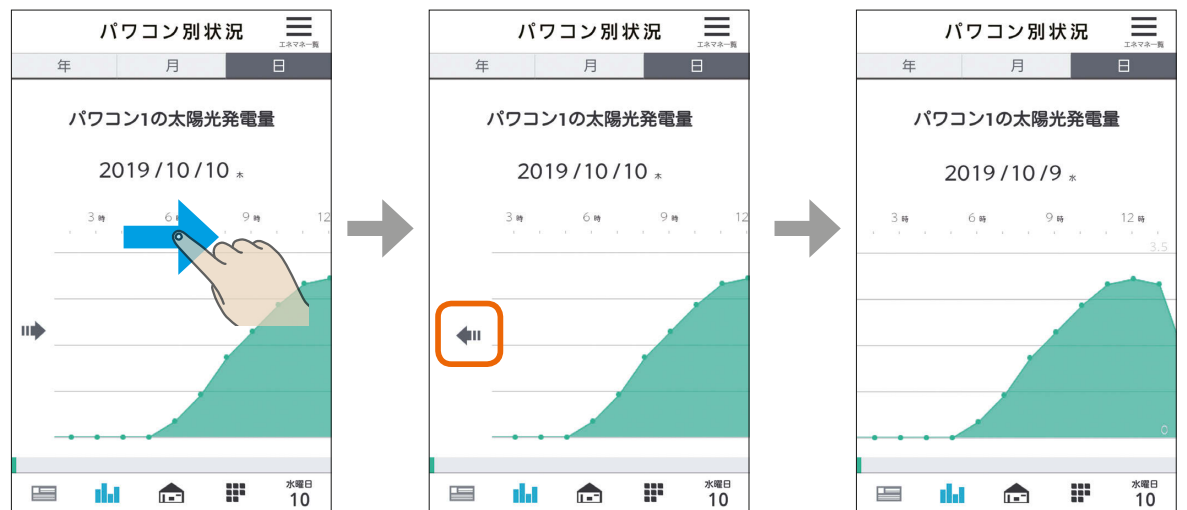 パワコン別状況
エネマネ一覧
年 月 日
パワコン1の太陽光発電量
2019/10/10 木
3時 6時 9時 12
水曜日
10
パワコン別状況
エネマネ一覧
年 月 日
パワコン1の太陽光発電量
2019/10/10 木
3時 6時 9時 12
水曜日
10
パワコン別状況
エネマネ一覧
年 月 日
パワコン1の太陽光発電量
2019/10/9 水
3時 6時 9時 12時
3.5
0
水曜日
10